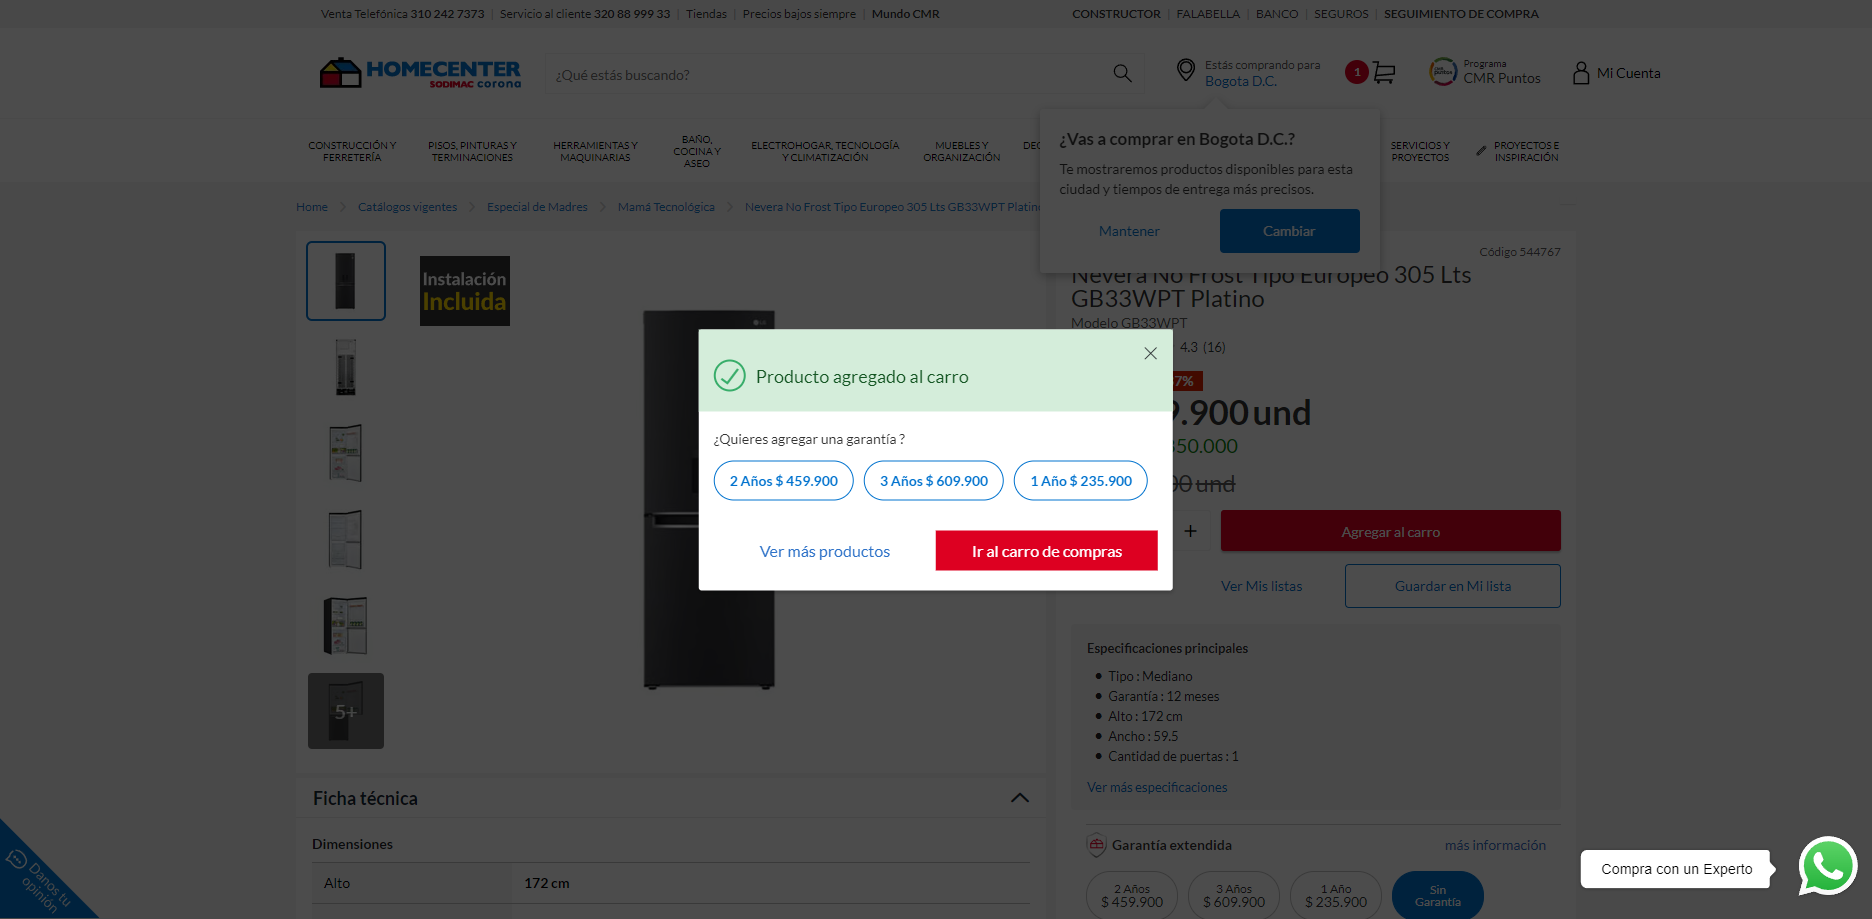 Venta Telefónica 310 242 7373 | Servicio al cliente 320 88 999 33 | Tiendas | Precios bajos siempre | Mundo CMR
CONSTRUCTOR | FALABELLA | BANCO | SEGUROS | SEGUIMIENTO DE COMPRA
HOMECENTER
SODIMAC corona
¿Qué estás buscando?
Estás comprando para
Bogota D.C.
1
Programa
CMR Puntos
Mi Cuenta
CONSTRUCCIÓN Y
FERRETERÍA
PISOS, PINTURAS Y
TERMINACIONES
HERRAMIENTAS Y
MAQUINARIAS
BAÑO,
COCINA Y
ASEO
ELECTROHOGAR, TECNOLOGÍA
Y CLIMATIZACIÓN
MUEBLES Y
ORGANIZACIÓN
SERVICIOS Y
PROYECTOS
PROYECTOS E
INSPIRACIÓN
¿Vas a comprar en Bogota D.C.?
Te mostraremos productos disponibles para esta
ciudad y tiempos de entrega más precisos.
Mantener
Cambiar
Home > Catálogos vigentes > Especial de Madres > Mamá Tecnológica > Nevera No Frost Tipo Europeo 305 Lts GB33WPT Platino
Instalación
Incluida
5+
LG
Código 544767
Nevera No Frost Tipo Europeo 305 Lts
GB33WPT Platino
Modelo GB33WPT
4.3 (16)
7%
.900 und
50.000
und
+
Agregar al carro
Ver Mis listas
Guardar en Mi lista
Producto agregado al carro
¿Quieres agregar una garantía ?
2 Años $ 459.900
3 Años $ 609.900
1 Año $ 235.900
Ver más productos
Ir al carro de compras
Especificaciones principales
• Tipo : Mediano
• Garantía : 12 meses
• Alto : 172 cm
• Ancho : 59.5
• Cantidad de puertas : 1
Ver más especificaciones
Ficha técnica
Dimensiones
Alto 172 cm
Garantía extendida
más información
2 Años
$ 459.900
3 Años
$ 609.900
1 Año
$ 235.900
Sin
Garantía
Danos tu
opinión
Compra con un Experto